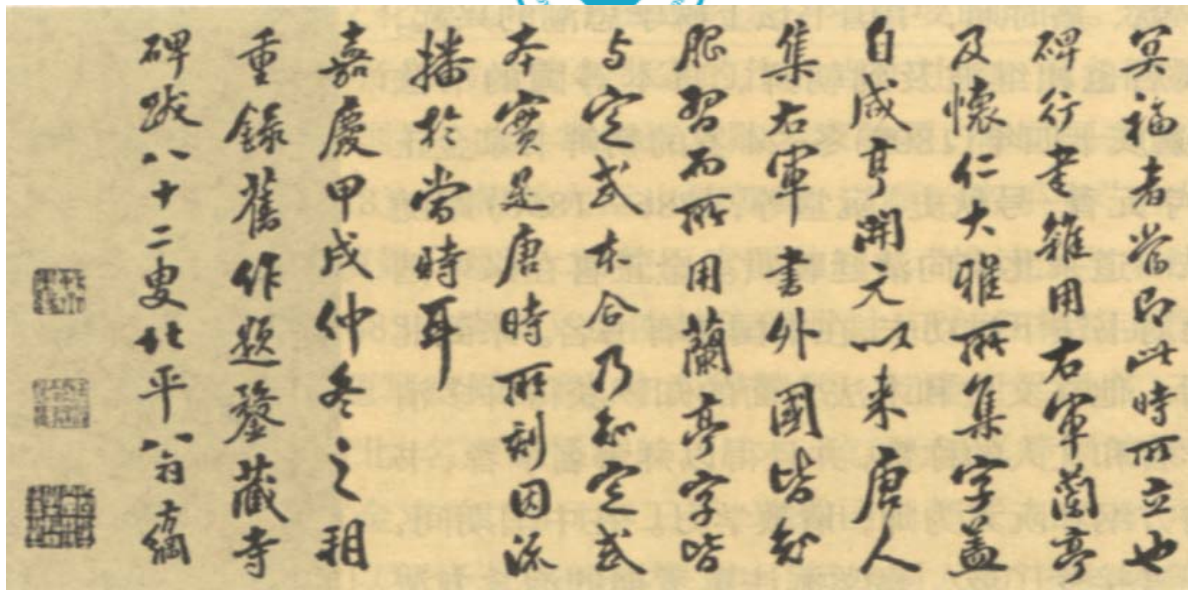 冥福者當即此時所立也
碑行書雜用右軍蘭亭
及懷仁大雅所集字蓋
自咸亨開元以來唐人
集右軍書外國皆知
服習而所用蘭亭字皆
与定武本合乃知定武
本實是唐時所刻因流
播於當時耳
嘉慶甲戌仲冬之
重錄舊作題鍪藏寺
碑跋八十二叟北平翁方綱